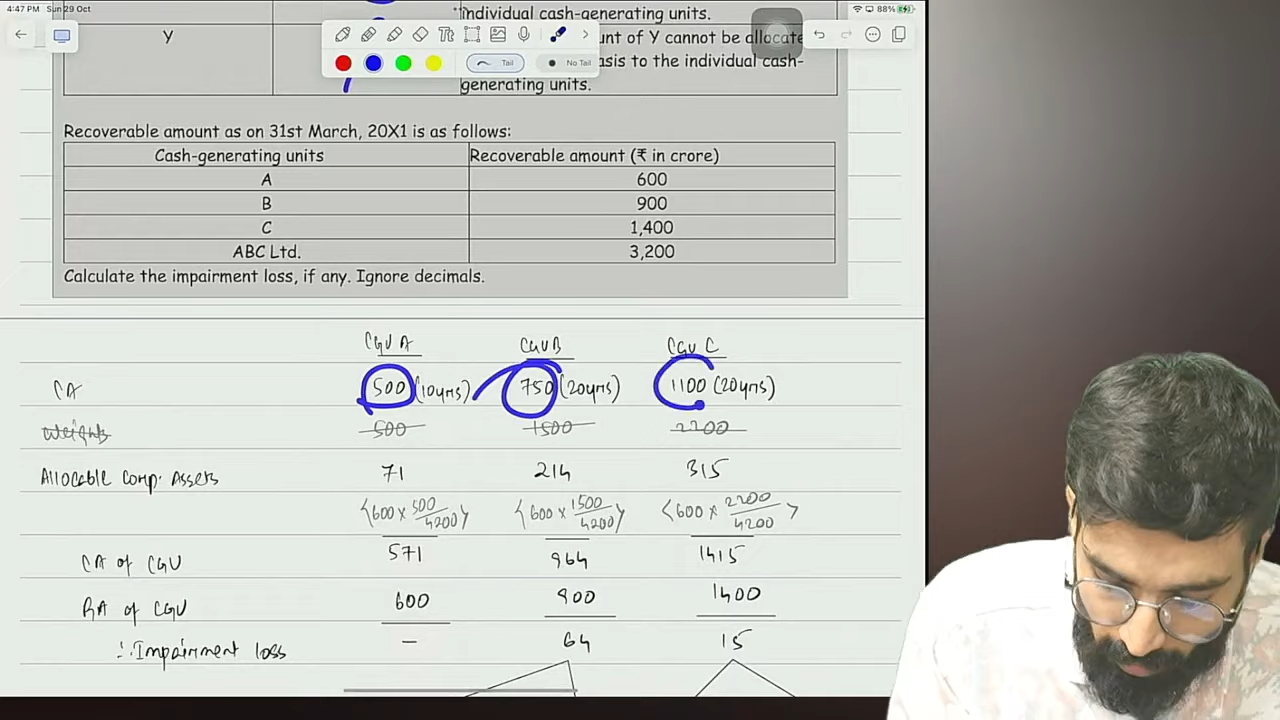 4:47 PM Sun 29 Oct
88%
individual cash-generating units.
Y
unt of Y cannot be allocate
asis to the individual cash-
generating units.
Tail
No Tail
Recoverable amount as on 31st March, 20X1 is as follows:
Cash-generating units Recoverable amount (₹ in crore)
A 600
B 900
C 1,400
ABC Ltd. 3,200
Calculate the impairment loss, if any. Ignore decimals.
CGU A CGU B CGU C
CA 500 (10yrs) 750 (20yrs) 1100 (20yrs)
Weights 500 1500 2200
Allocable Corp. Assets 71 214 315
<600 x 500/4200> <600 x 1500/4200> <600 x 2200/4200>
CA of CGU 571 964 1415
RA of CGU 600 900 1400
∴ Impairment loss — 64 15